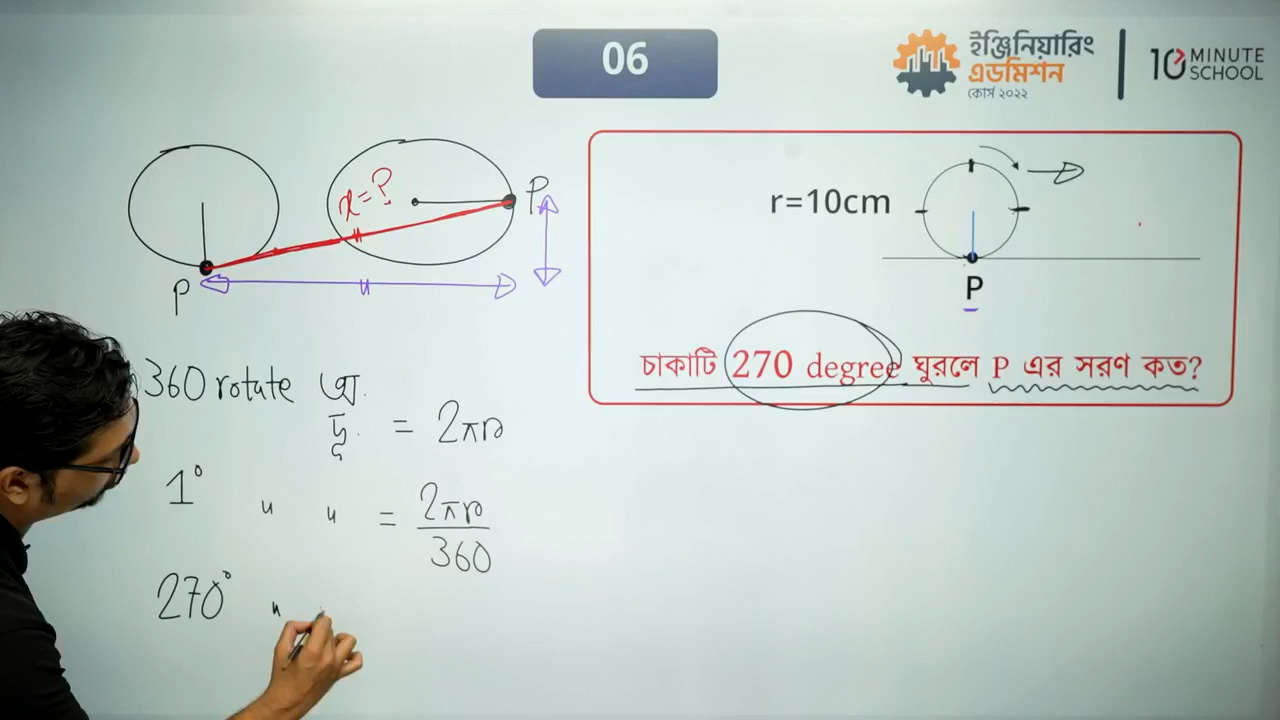 06
ইঞ্জিনিয়ারিং
এডমিশন
কোর্স ২০২২
10 MINUTE SCHOOL
x=?
P
P
r=10cm
P
চাকাটি 270 degree ঘুরলে P এর সরণ কত?
360 rotate অ.
দূ. = 2πr
1° " " = 2πr
360
270° "